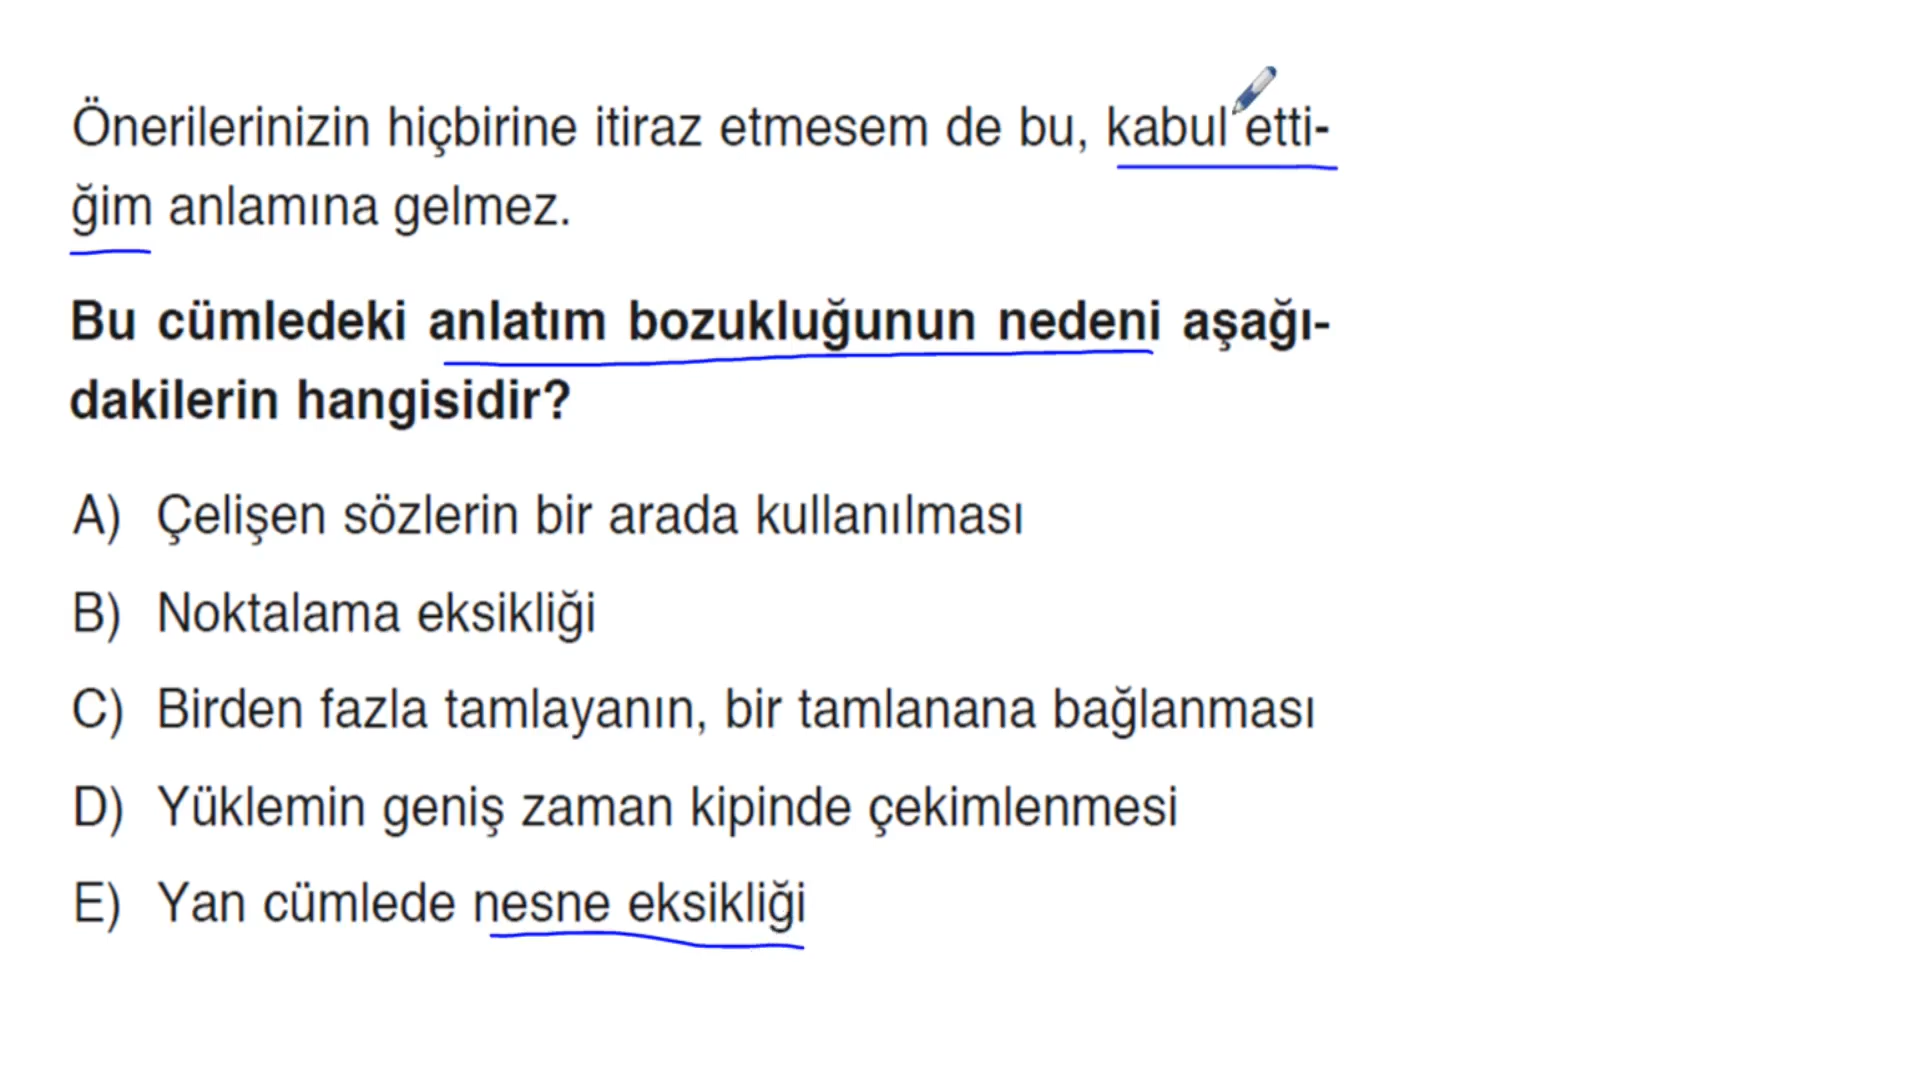 Önerilerinizin hiçbirine itiraz etmesem de bu, kabul etti-
ğim anlamına gelmez.
Bu cümledeki anlatım bozukluğunun nedeni aşağı-
dakilerin hangisidir?
A) Çelişen sözlerin bir arada kullanılması
B) Noktalama eksikliği
C) Birden fazla tamlayanın, bir tamlanana bağlanması
D) Yüklemin geniş zaman kipinde çekimlenmesi
E) Yan cümlede nesne eksikliği